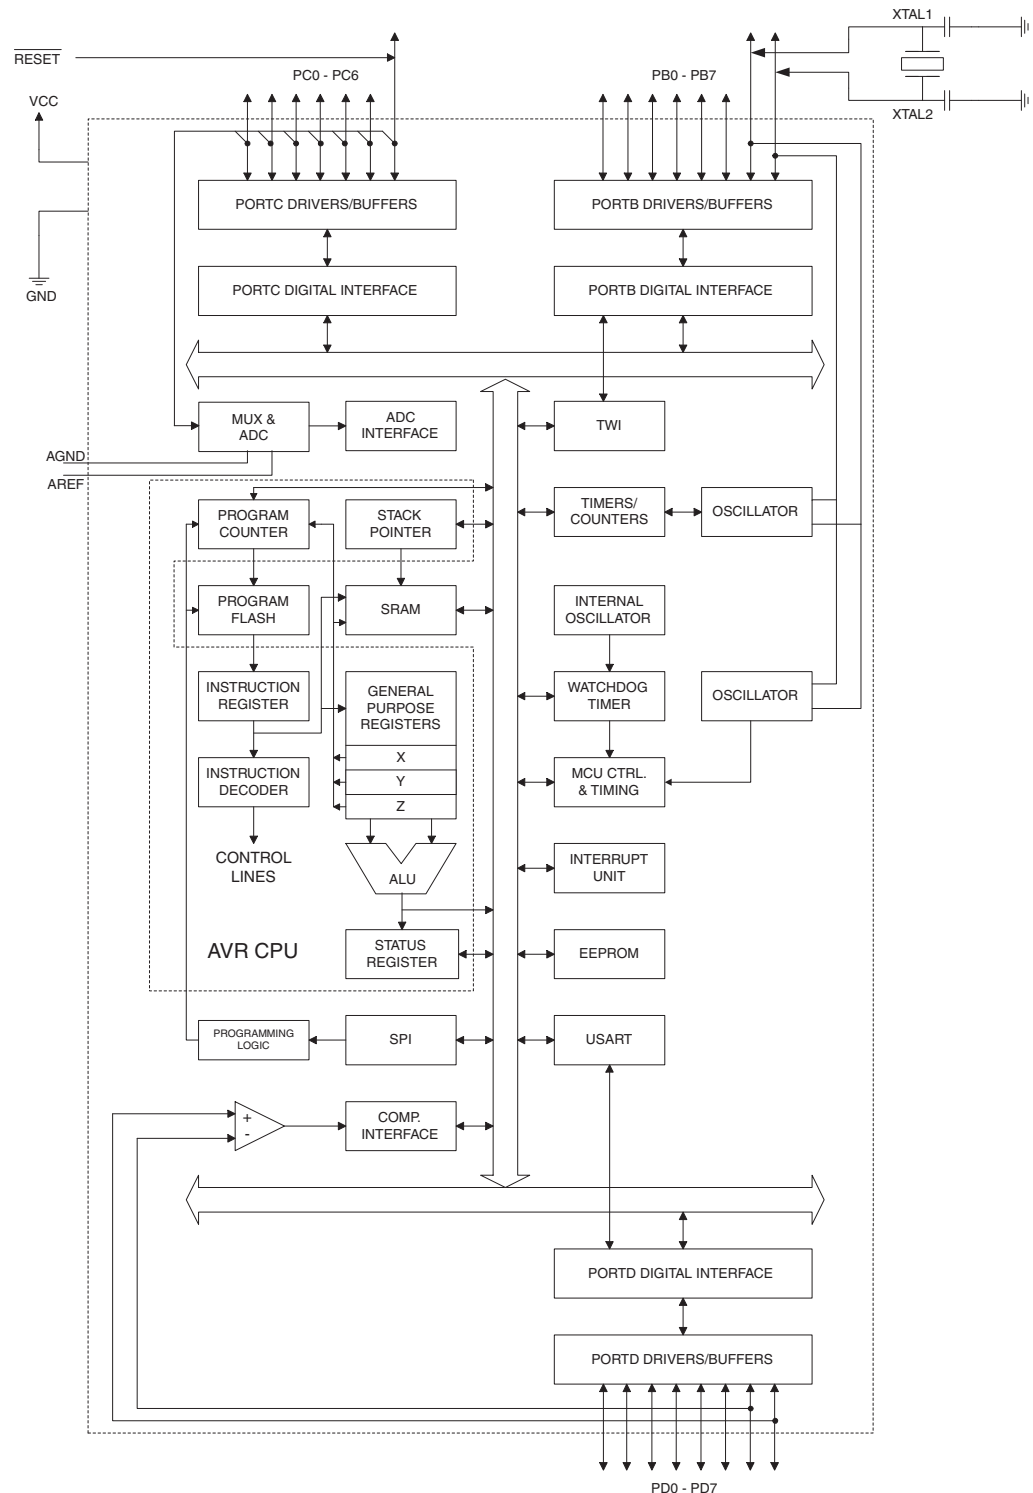 XTAL1
RESET
PC0 - PC6
PB0 - PB7
VCC
XTAL2
PORTC DRIVERS/BUFFERS
PORTB DRIVERS/BUFFERS
PORTC DIGITAL INTERFACE
PORTB DIGITAL INTERFACE
GND
MUX &
ADC
ADC
INTERFACE
TWI
AGND
AREF
PROGRAM
COUNTER
STACK
POINTER
TIMERS/
COUNTERS
OSCILLATOR
PROGRAM
FLASH
SRAM
INTERNAL
OSCILLATOR
INSTRUCTION
REGISTER
GENERAL
PURPOSE
REGISTERS
WATCHDOG
TIMER
OSCILLATOR
X
INSTRUCTION
DECODER
Y
MCU CTRL.
& TIMING
Z
CONTROL
LINES
ALU
INTERRUPT
UNIT
AVR CPU
STATUS
REGISTER
EEPROM
PROGRAMMING
LOGIC
SPI
USART
+
-
COMP.
INTERFACE
PORTD DIGITAL INTERFACE
PORTD DRIVERS/BUFFERS
PD0 - PD7